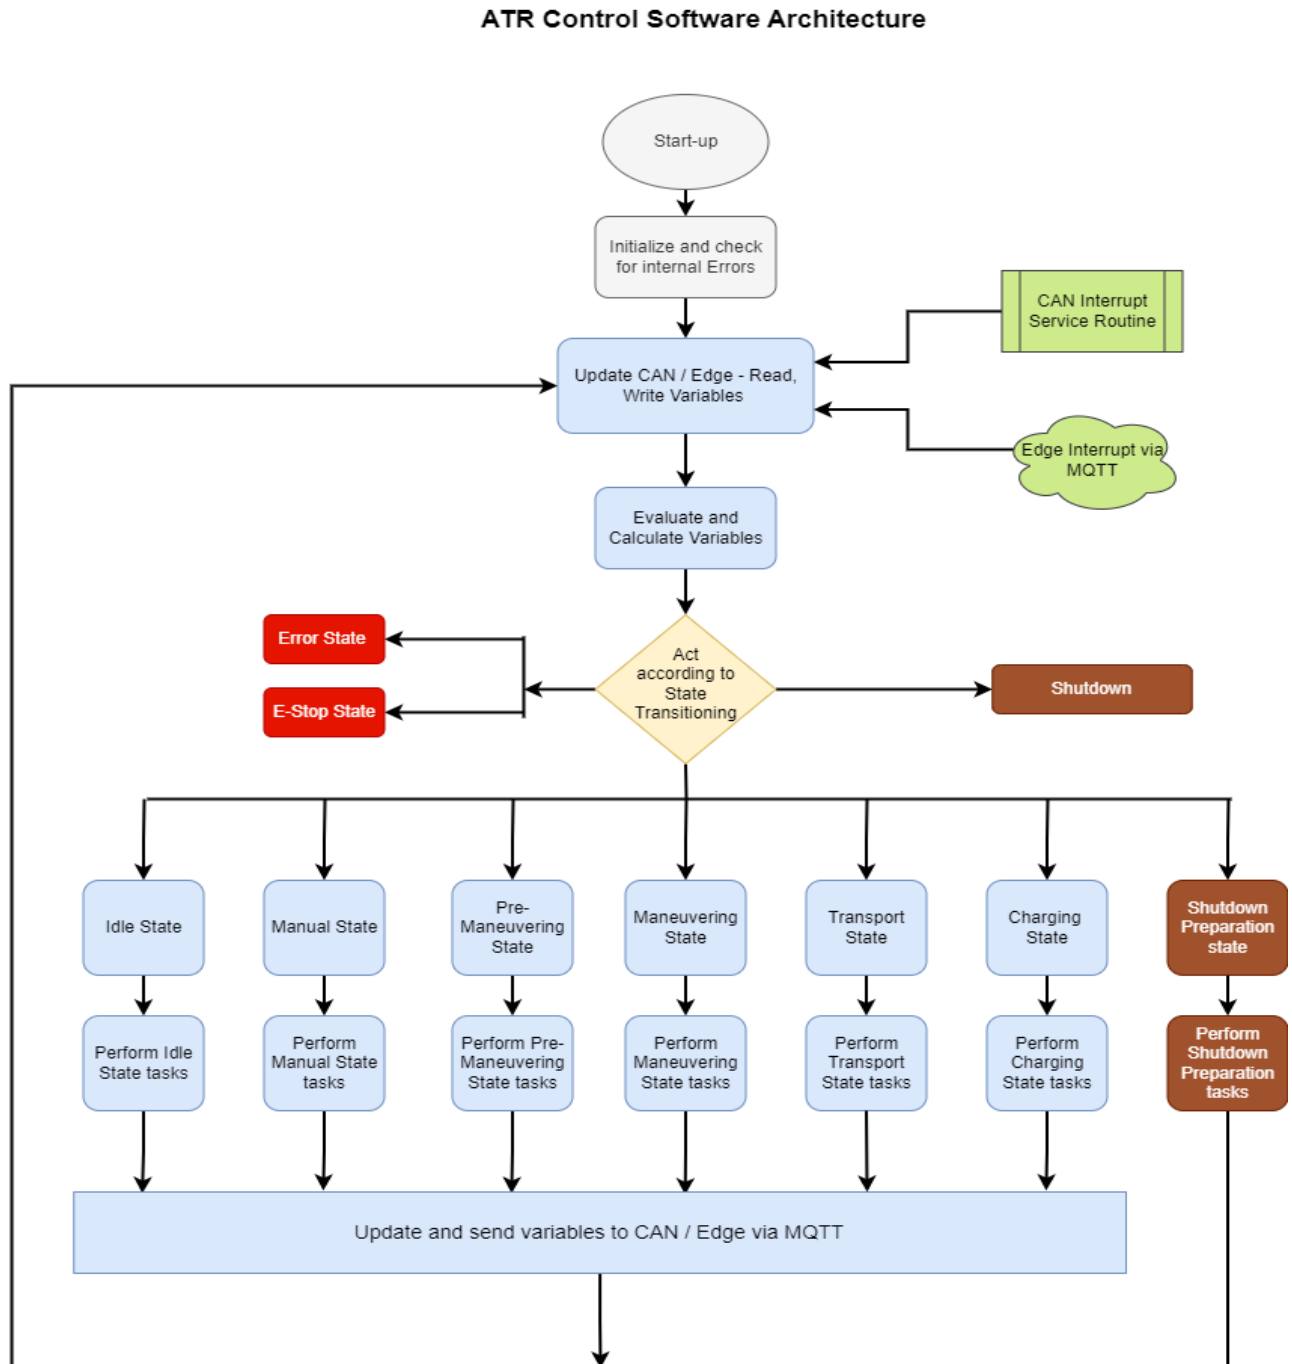 ATR Control Software Architecture
Start-up
Initialize and check
for internal Errors
CAN Interrupt
Service Routine
Update CAN / Edge - Read,
Write Variables
Edge Interrupt via
MQTT
Evaluate and
Calculate Variables
Error State
E-Stop State
Act
according to
State
Transitioning
Shutdown
Idle State
Manual State
Pre-
Maneuvering
State
Maneuvering
State
Transport
State
Charging
State
Shutdown
Preparation
state
Perform Idle
State tasks
Perform
Manual State
tasks
Perform Pre-
Maneuvering
State tasks
Perform
Maneuvering
State tasks
Perform
Transport
State tasks
Perform
Charging
State tasks
Perform
Shutdown
Preparation
tasks
Update and send variables to CAN / Edge via MQTT